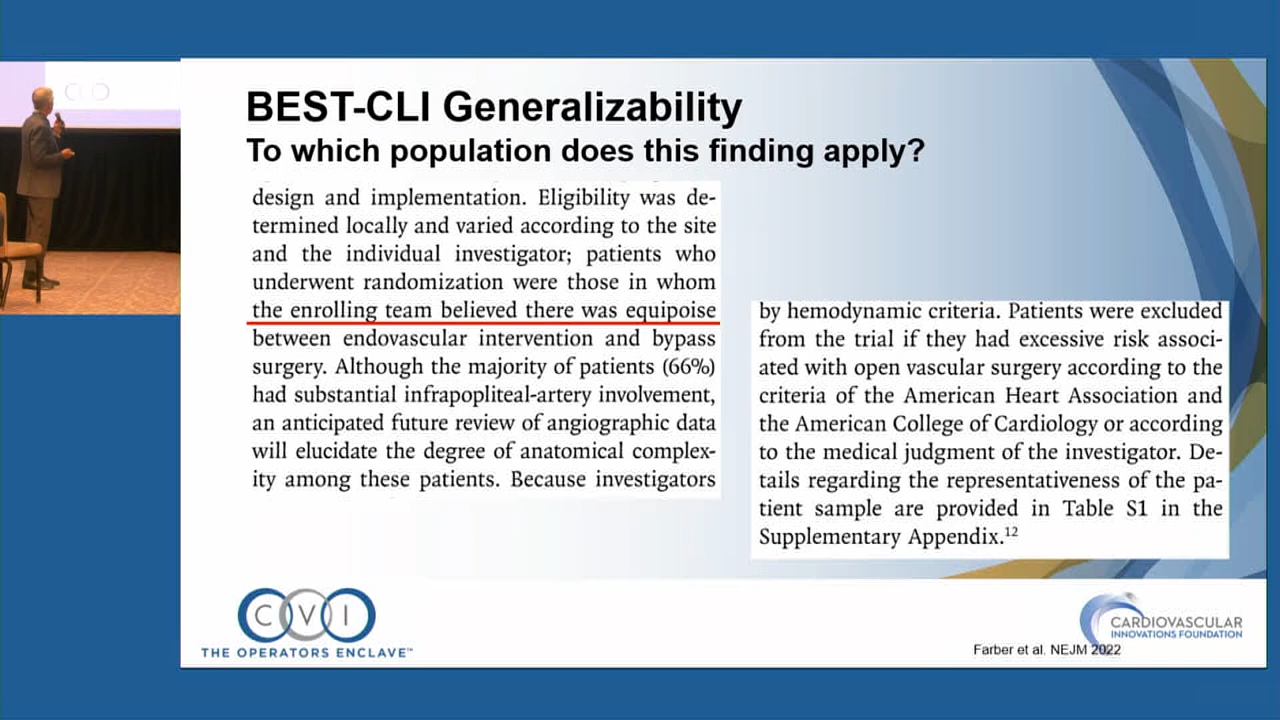 BEST-CLI Generalizability
To which population does this finding apply?
design and implementation. Eligibility was de-
termined locally and varied according to the site
and the individual investigator; patients who
underwent randomization were those in whom
the enrolling team believed there was equipoise
between endovascular intervention and bypass
surgery. Although the majority of patients (66%)
had substantial infrapopliteal-artery involvement,
an anticipated future review of angiographic data
will elucidate the degree of anatomical complex-
ity among these patients. Because investigators
by hemodynamic criteria. Patients were excluded
from the trial if they had excessive risk associ-
ated with open vascular surgery according to the
criteria of the American Heart Association and
the American College of Cardiology or according
to the medical judgment of the investigator. De-
tails regarding the representativeness of the pa-
tient sample are provided in Table S1 in the
Supplementary Appendix.¹²
CVI
THE OPERATORS ENCLAVE™
CARDIOVASCULAR
INNOVATIONS FOUNDATION
Farber et al. NEJM 2022